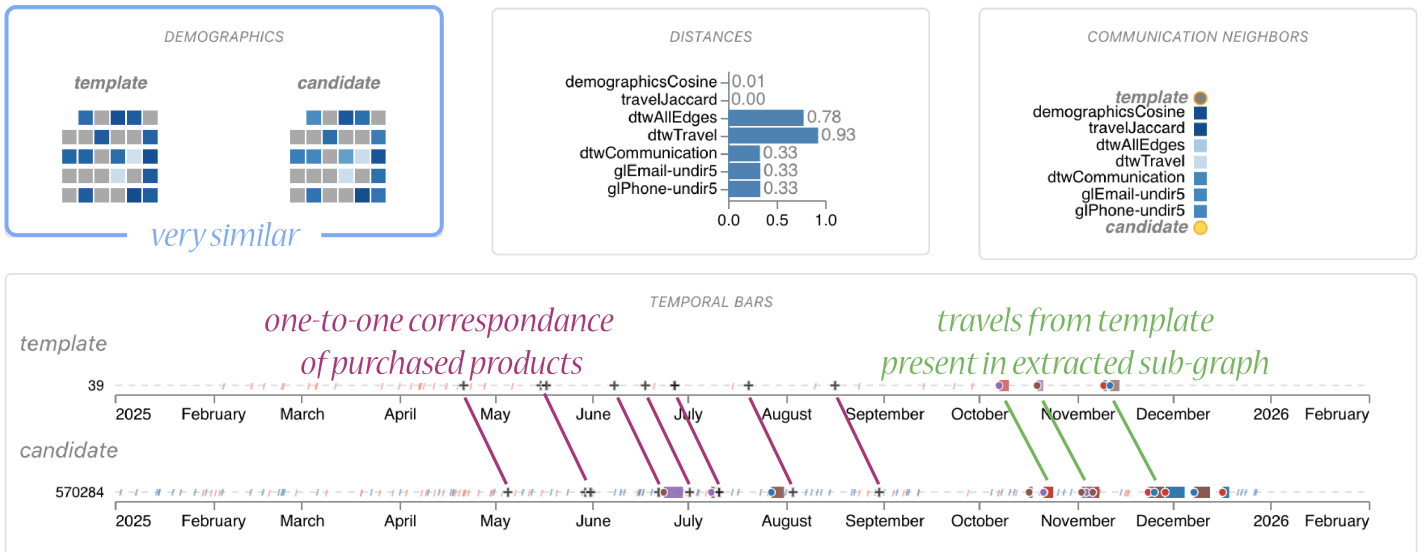 DEMOGRAPHICS
template
candidate
very similar
DISTANCES
demographicsCosine 0.01
travelJaccard 0.00
dtwAllEdges 0.78
dtwTravel 0.93
dtwCommunication 0.33
glEmail-undir5 0.33
glPhone-undir5 0.33
0.0 0.5 1.0
COMMUNICATION NEIGHBORS
template
demographicsCosine
travelJaccard
dtwAllEdges
dtwTravel
dtwCommunication
glEmail-undir5
glPhone-undir5
candidate
TEMPORAL BARS
one-to-one correspondance
of purchased products
travels from template
present in extracted sub-graph
template
39
2025 February March April May June July August September October November December 2026 February
candidate
570284
2025 February March April May June July August September October November December 2026 February